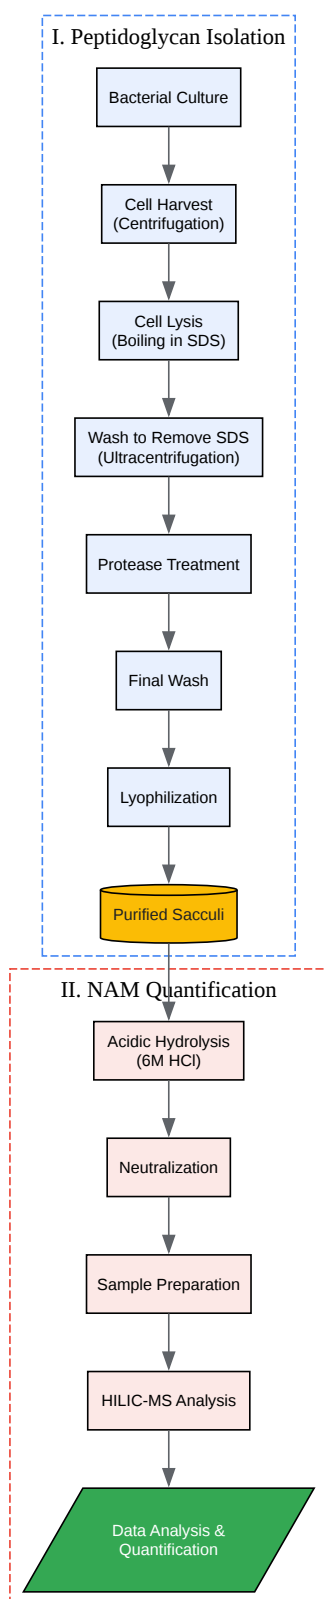 I. Peptidoglycan Isolation
Bacterial Culture
Cell Harvest
(Centrifugation)
Cell Lysis
(Boiling in SDS)
Wash to Remove SDS
(Ultracentrifugation)
Protease Treatment
Final Wash
Lyophilization
Purified Sacculi
II. NAM Quantification
Acidic Hydrolysis
(6M HCl)
Neutralization
Sample Preparation
HILIC-MS Analysis
Data Analysis &
Quantification